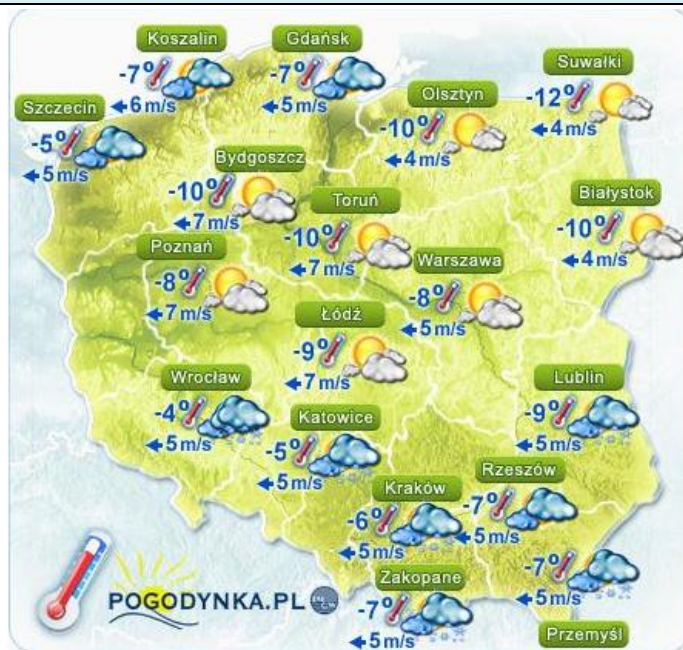 Koszalin
-7°
6 m/s
Gdańsk
-7°
5 m/s
Suwałki
-12°
4 m/s
Szczecin
-5°
5 m/s
Olsztyn
-10°
4 m/s
Bydgoszcz
-10°
7 m/s
Toruń
-10°
7 m/s
Białystok
-10°
4 m/s
Poznań
-8°
7 m/s
Warszawa
-8°
5 m/s
Łódź
-9°
7 m/s
Wrocław
-4°
5 m/s
Katowice
-5°
5 m/s
Lublin
-9°
5 m/s
Kraków
-6°
5 m/s
Rzeszów
-7°
5 m/s
Zakopane
-7°
5 m/s
-7°
5 m/s
Przemyśl
POGODYNKA.PL